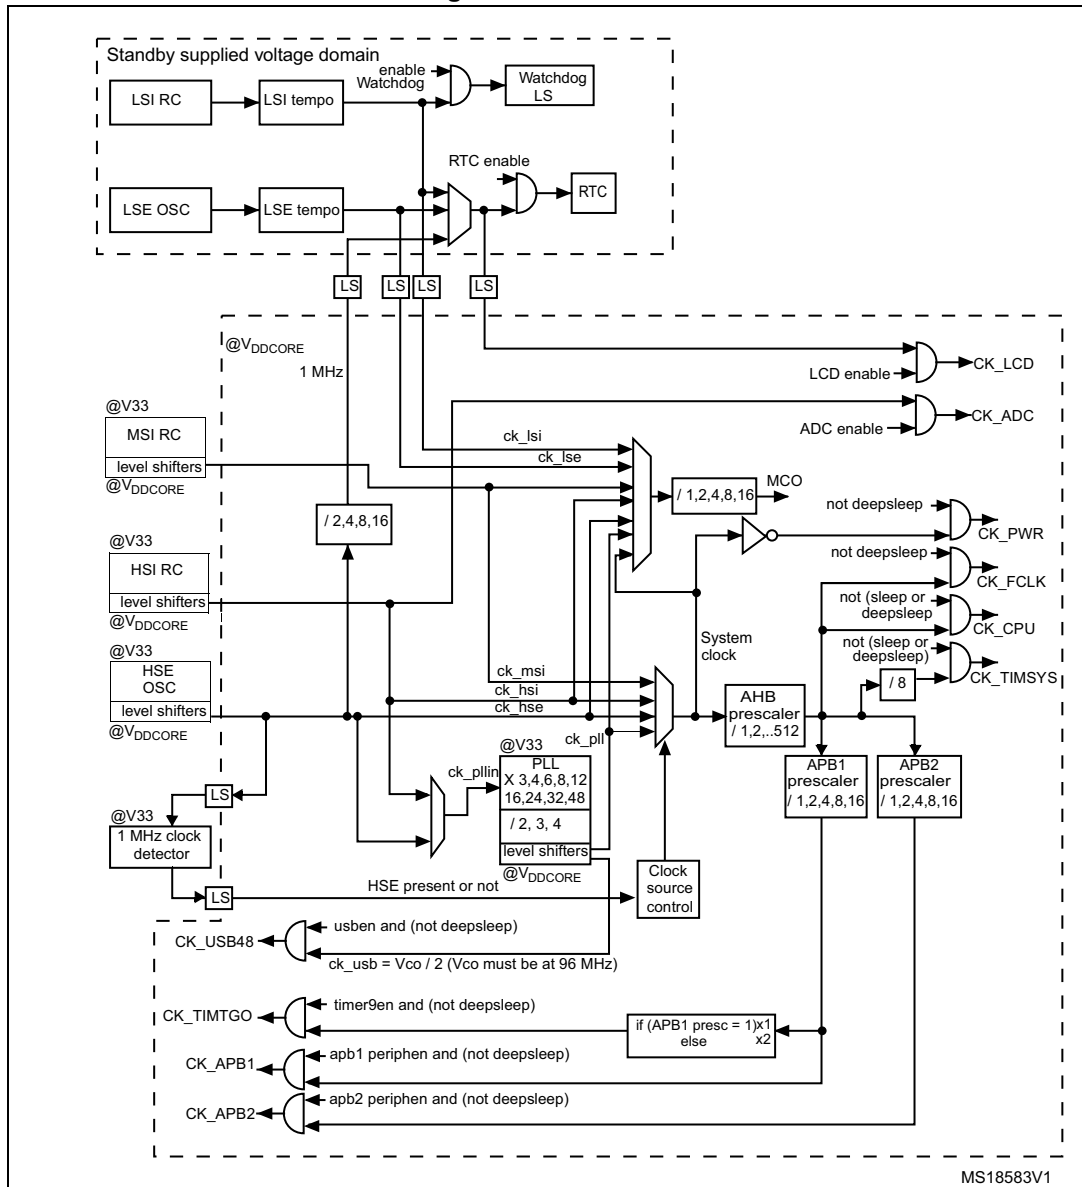 Standby supplied voltage domain
enable
Watchdog
Watchdog
LS
LSI RC
LSI tempo
RTC enable
RTC
LSE OSC
LSE tempo
LS
LS
LS
LS
@VDDCORE
1 MHz
CK_LCD
LCD enable
@V33
MSI RC
level shifters
@VDDCORE
CK_ADC
ADC enable
ck_lsi
ck_lse
MCO
/ 1,2,4,8,16
/ 2,4,8,16
not deepsleep
CK_PWR
@V33
HSI RC
level shifters
@VDDCORE
not deepsleep
CK_FCLK
not (sleep or
deepsleep
CK_CPU
System
clock
not (sleep or
deepsleep)
CK_TIMSYS
/ 8
@V33
HSE
OSC
level shifters
@VDDCORE
ck_msi
ck_hsi
ck_hse
ck_pll
AHB
prescaler
/ 1,2,..512
ck_pllin
@V33
PLL
X 3,4,6,8,12
16,24,32,48
/ 2, 3, 4
level shifters
@VDDCORE
APB1
prescaler
/ 1,2,4,8,16
APB2
prescaler
/ 1,2,4,8,16
LS
@V33
1 MHz clock
detector
LS
HSE present or not
Clock
source
control
usben and (not deepsleep)
CK_USB48
ck_usb = Vco / 2 (Vco must be at 96 MHz)
timer9en and (not deepsleep)
CK_TIMTGO
if (APB1 presc = 1)x1
else x2
apb1 periphen and (not deepsleep)
CK_APB1
apb2 periphen and (not deepsleep)
CK_APB2
MS18583V1